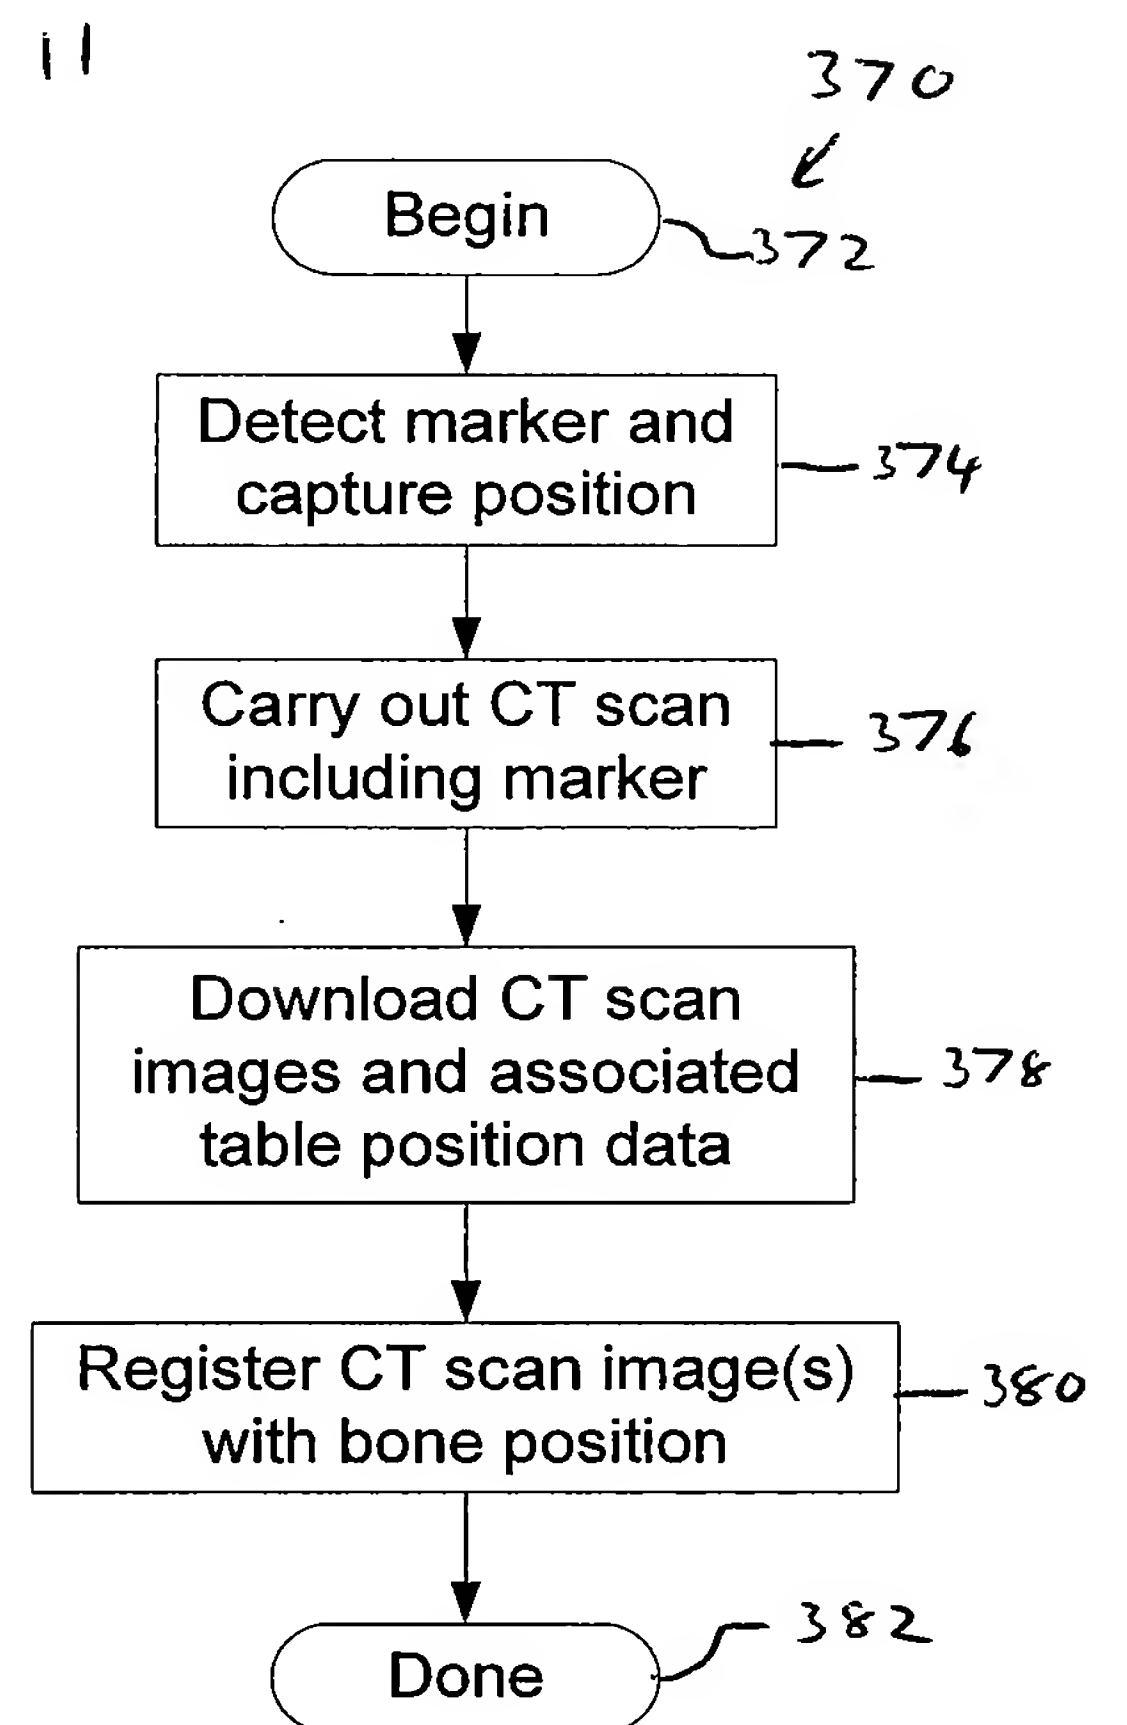 11
370
Begin
372
Detect marker and
capture position
374
Carry out CT scan
including marker
376
Download CT scan
images and associated
table position data
378
Register CT scan image(s)
with bone position
380
Done
382